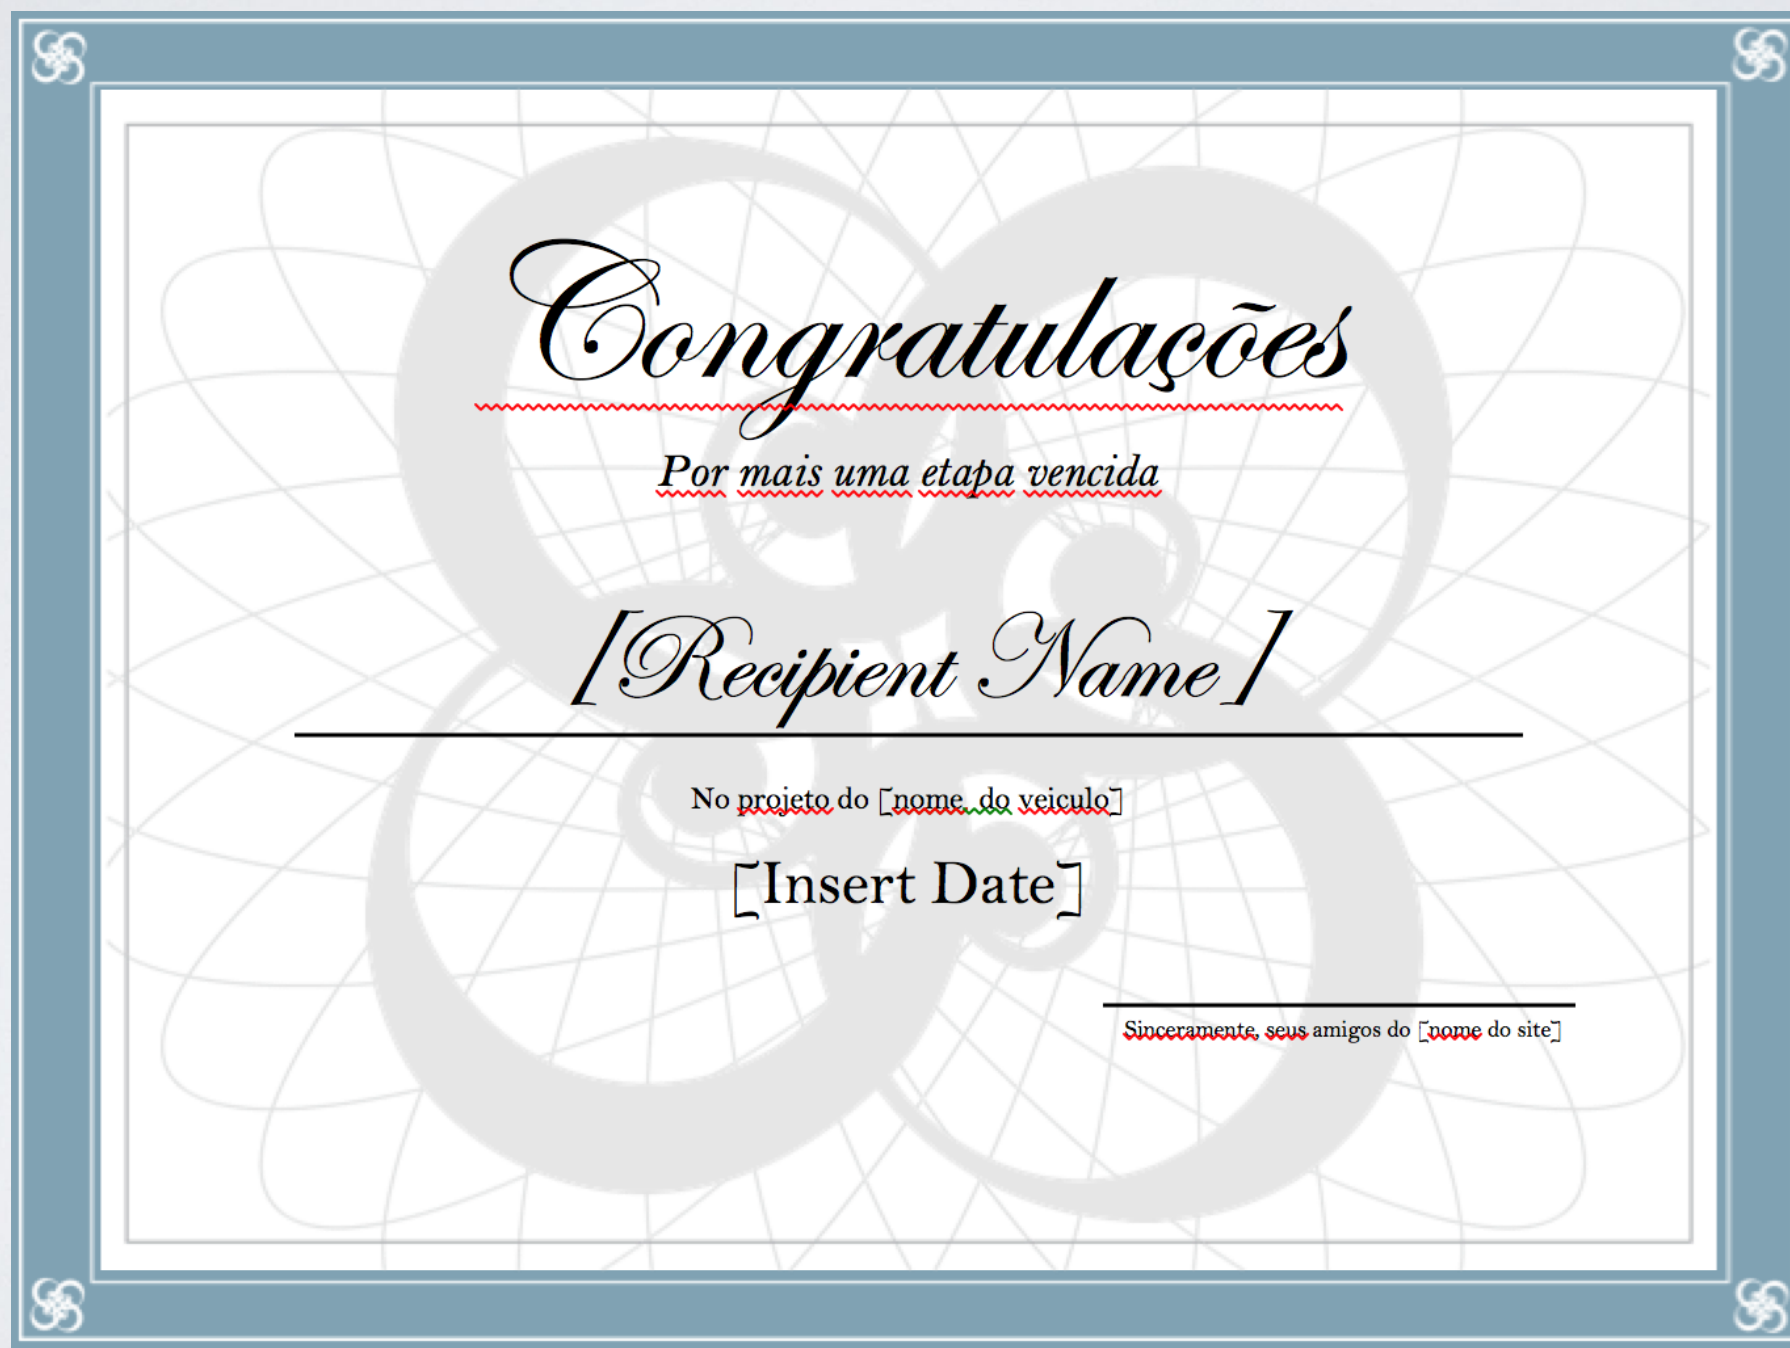 Congratulações
Por mais uma etapa vencida
[Recipient Name]
No projeto do [nome do veiculo]
[Insert Date]
Sinceramente, seus amigos do [nome do site]